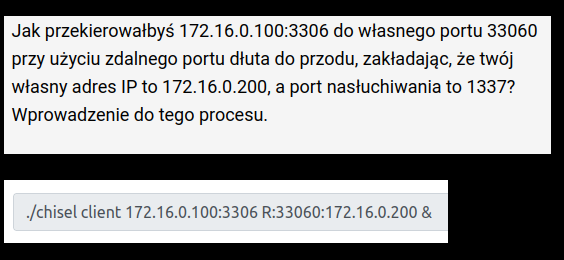 Jak przekierowałbyś 172.16.0.100:3306 do własnego portu 33060
przy użyciu zdalnego portu dłuta do przodu, zakładając, że twój
własny adres IP to 172.16.0.200, a port nasłuchiwania to 1337?
Wprowadzenie do tego procesu.
./chisel client 172.16.0.100:3306 R:33060:172.16.0.200 &